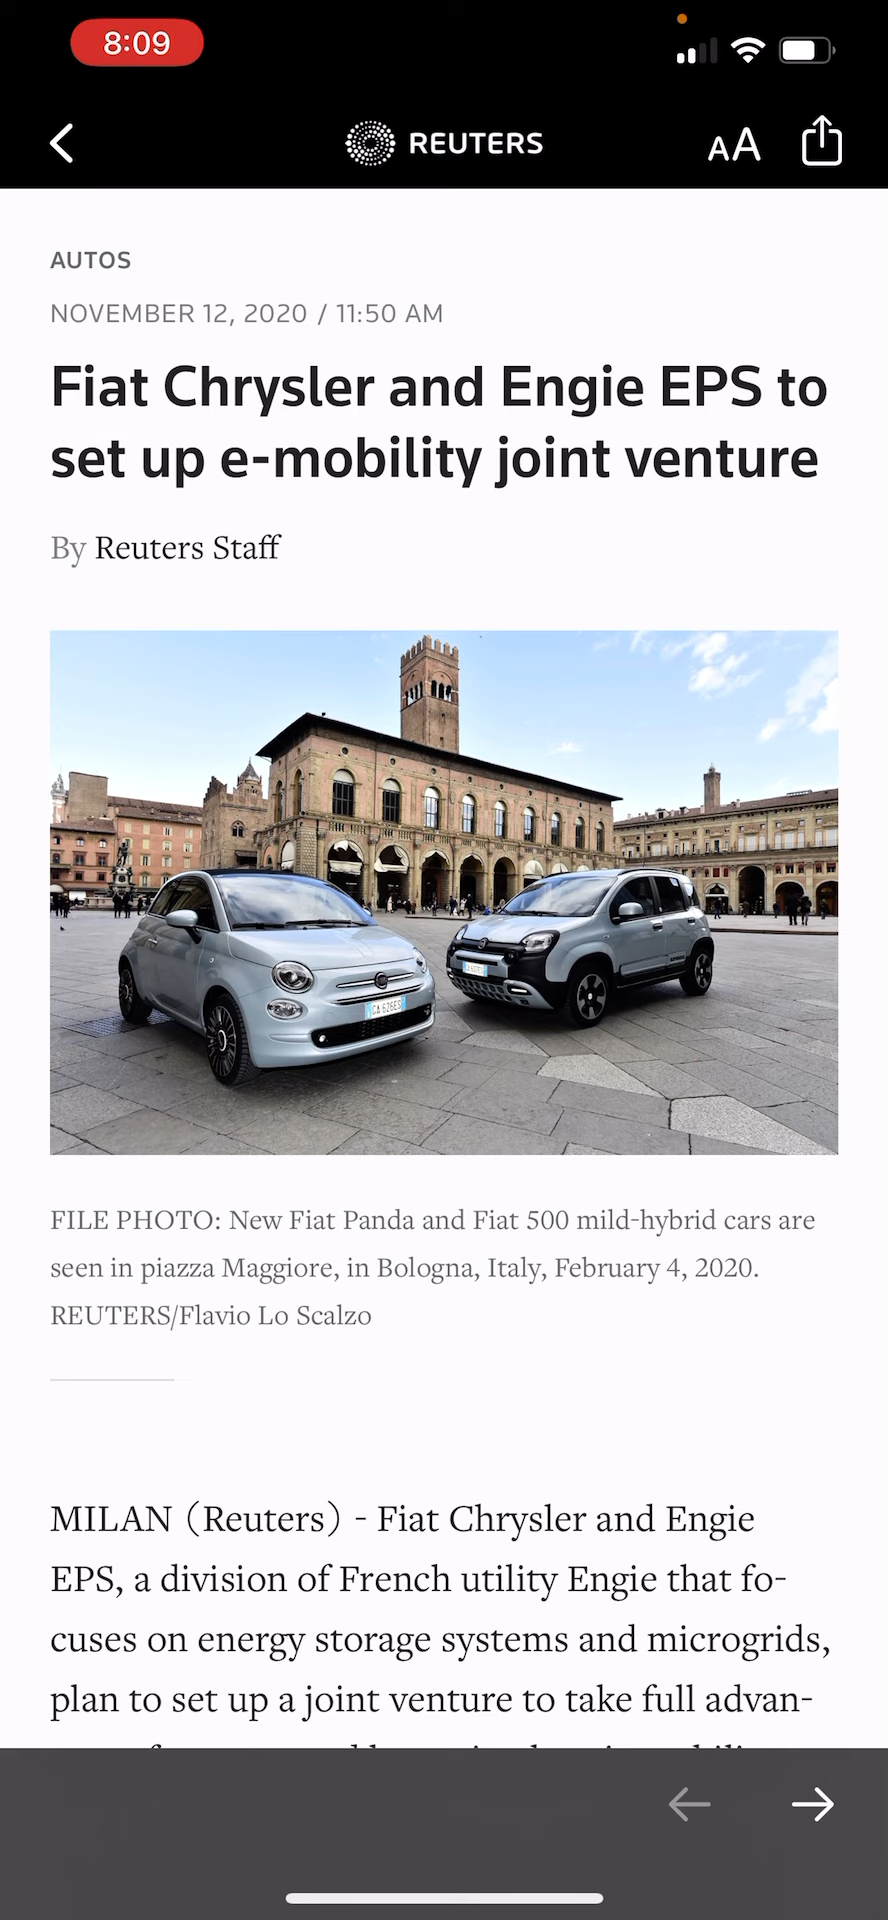 8:09
REUTERS
AA
AUTOS
NOVEMBER 12, 2020 / 11:50 AM
Fiat Chrysler and Engie EPS to
set up e-mobility joint venture
By Reuters Staff
GA 626ES
FILE PHOTO: New Fiat Panda and Fiat 500 mild-hybrid cars are
seen in piazza Maggiore, in Bologna, Italy, February 4, 2020.
REUTERS/Flavio Lo Scalzo
MILAN (Reuters) - Fiat Chrysler and Engie
EPS, a division of French utility Engie that fo-
cuses on energy storage systems and microgrids,
plan to set up a joint venture to take full advan-